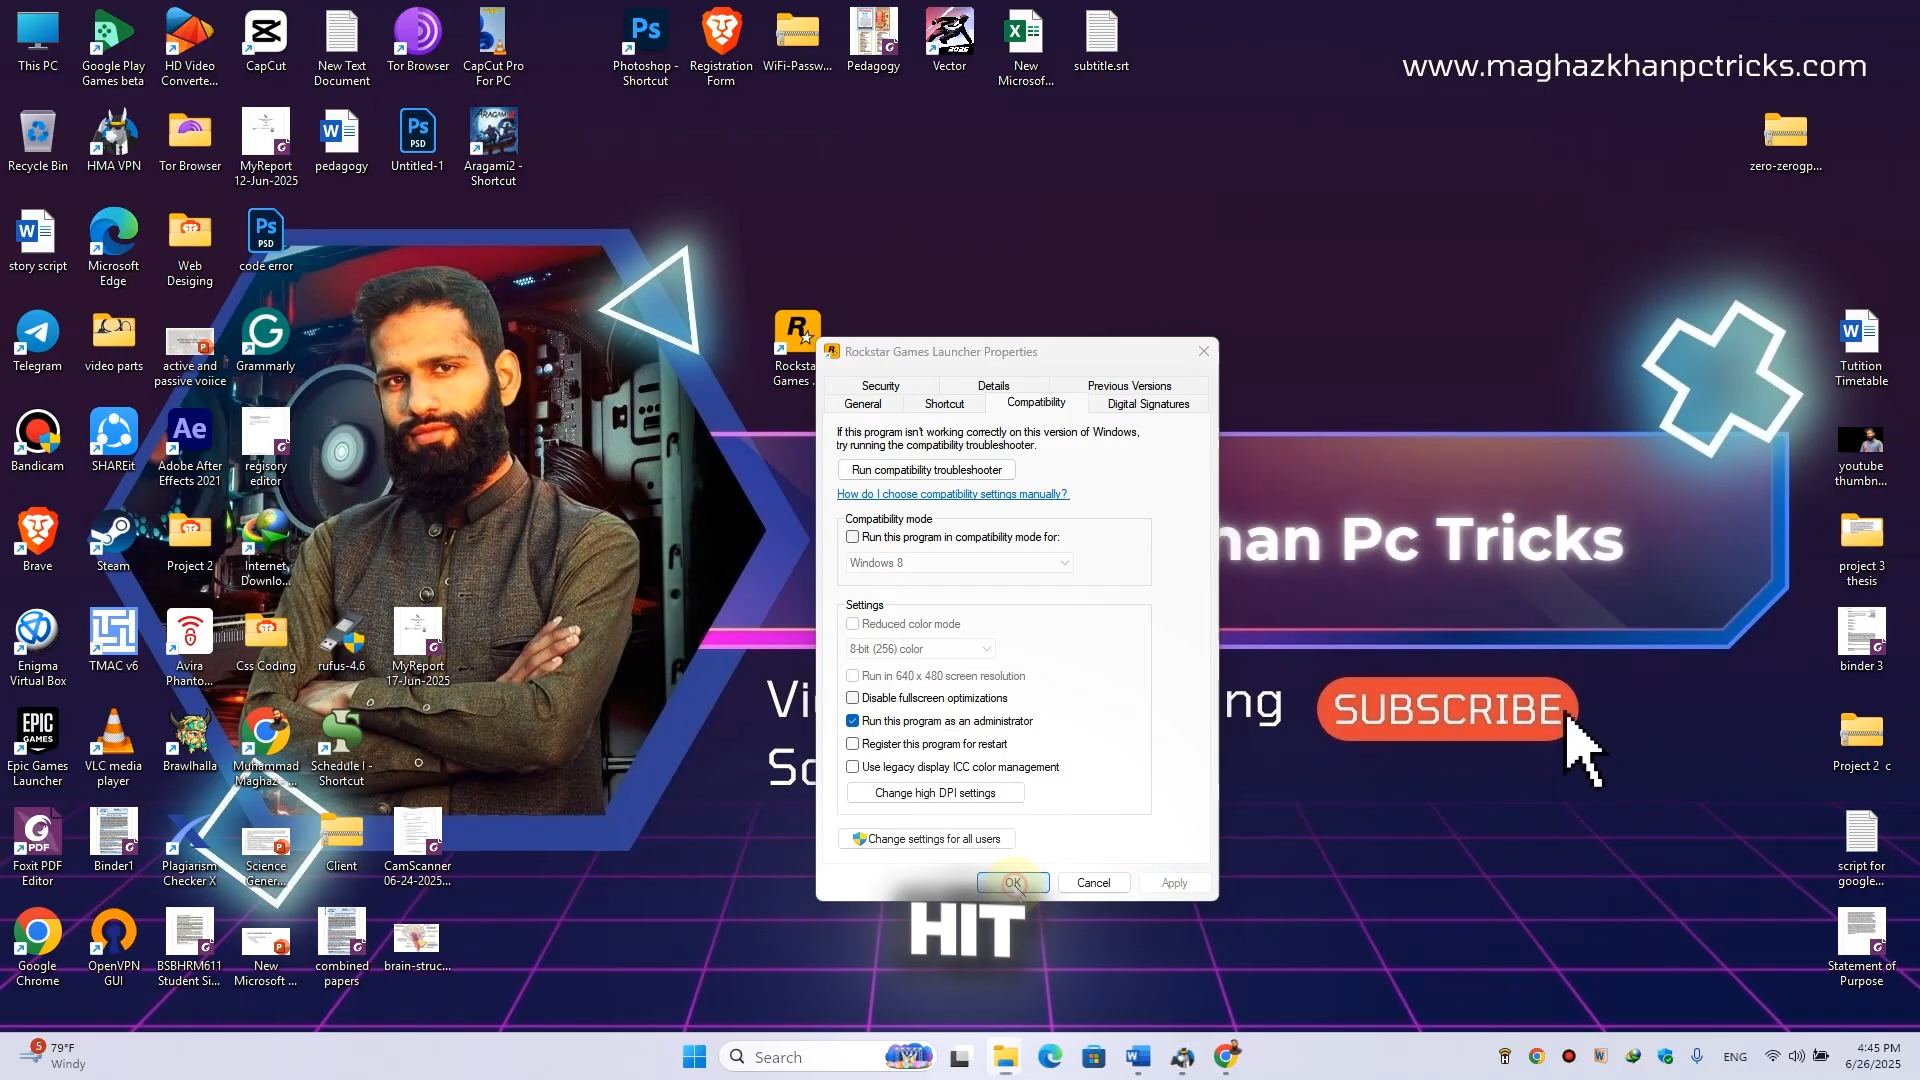 This PC
Google Play
Games beta
HD Video
Converte...
CapCut
New Text
Document
Tor Browser
CapCut Pro
For PC
Photoshop -
Shortcut
Registration
Form
WiFi-Passw...
Pedagogy
Vector
New
Microsof...
subtitle.srt
www.maghazkhanpctricks.com
Recycle Bin
HMA VPN
Tor Browser
MyReport
12-Jun-2025
pedagogy
Untitled-1
Aragami2 -
Shortcut
zero-zerogp...
story script
Microsoft
Edge
Web
Desiging
code error
Telegram
video parts
active and
passive voiice
Grammarly
Rockstar
Games .
Tutition
Timetable
Bandicam
SHAREit
Adobe After
Effects 2021
regisory
editor
youtube
thumbn...
Brave
Steam
Project 2
Internet
Downlo...
project 3
thesis
Enigma
Virtual Box
TMAC v6
Avira
Phanto...
Css Coding
rufus-4.6
MyReport
17-Jun-2025
binder 3
Epic Games
Launcher
VLC media
player
Brawlhalla
Muhammad
Maghaz - ...
Schedule I -
Shortcut
Project 2 c
Foxit PDF
Editor
Binder1
Plagiarism
Checker X
Science
Gener...
Client
CamScanner
06-24-2025...
script for
google...
Google
Chrome
OpenVPN
GUI
BSBHRM611
Student Si...
New
Microsoft ...
combined
papers
brain-struc...
Statement of
Purpose
Rockstar Games Launcher Properties
Security
Details
Previous Versions
General
Shortcut
Compatibility
Digital Signatures
If this program isn't working correctly on this version of Windows,
try running the compatibility troubleshooter.
Run compatibility troubleshooter
How do I choose compatibility settings manually?
Compatibility mode
Run this program in compatibility mode for:
Windows 8
Settings
Reduced color mode
8-bit (256) color
Run in 640 x 480 screen resolution
Disable fullscreen optimizations
Run this program as an administrator
Register this program for restart
Use legacy display ICC color management
Change high DPI settings
Change settings for all users
OK
Cancel
Apply
han Pc Tricks
Vi
ng
SUBSCRIBE
So
HIT
5
79°F
Windy
Search
ENG
4:45 PM
6/26/2025